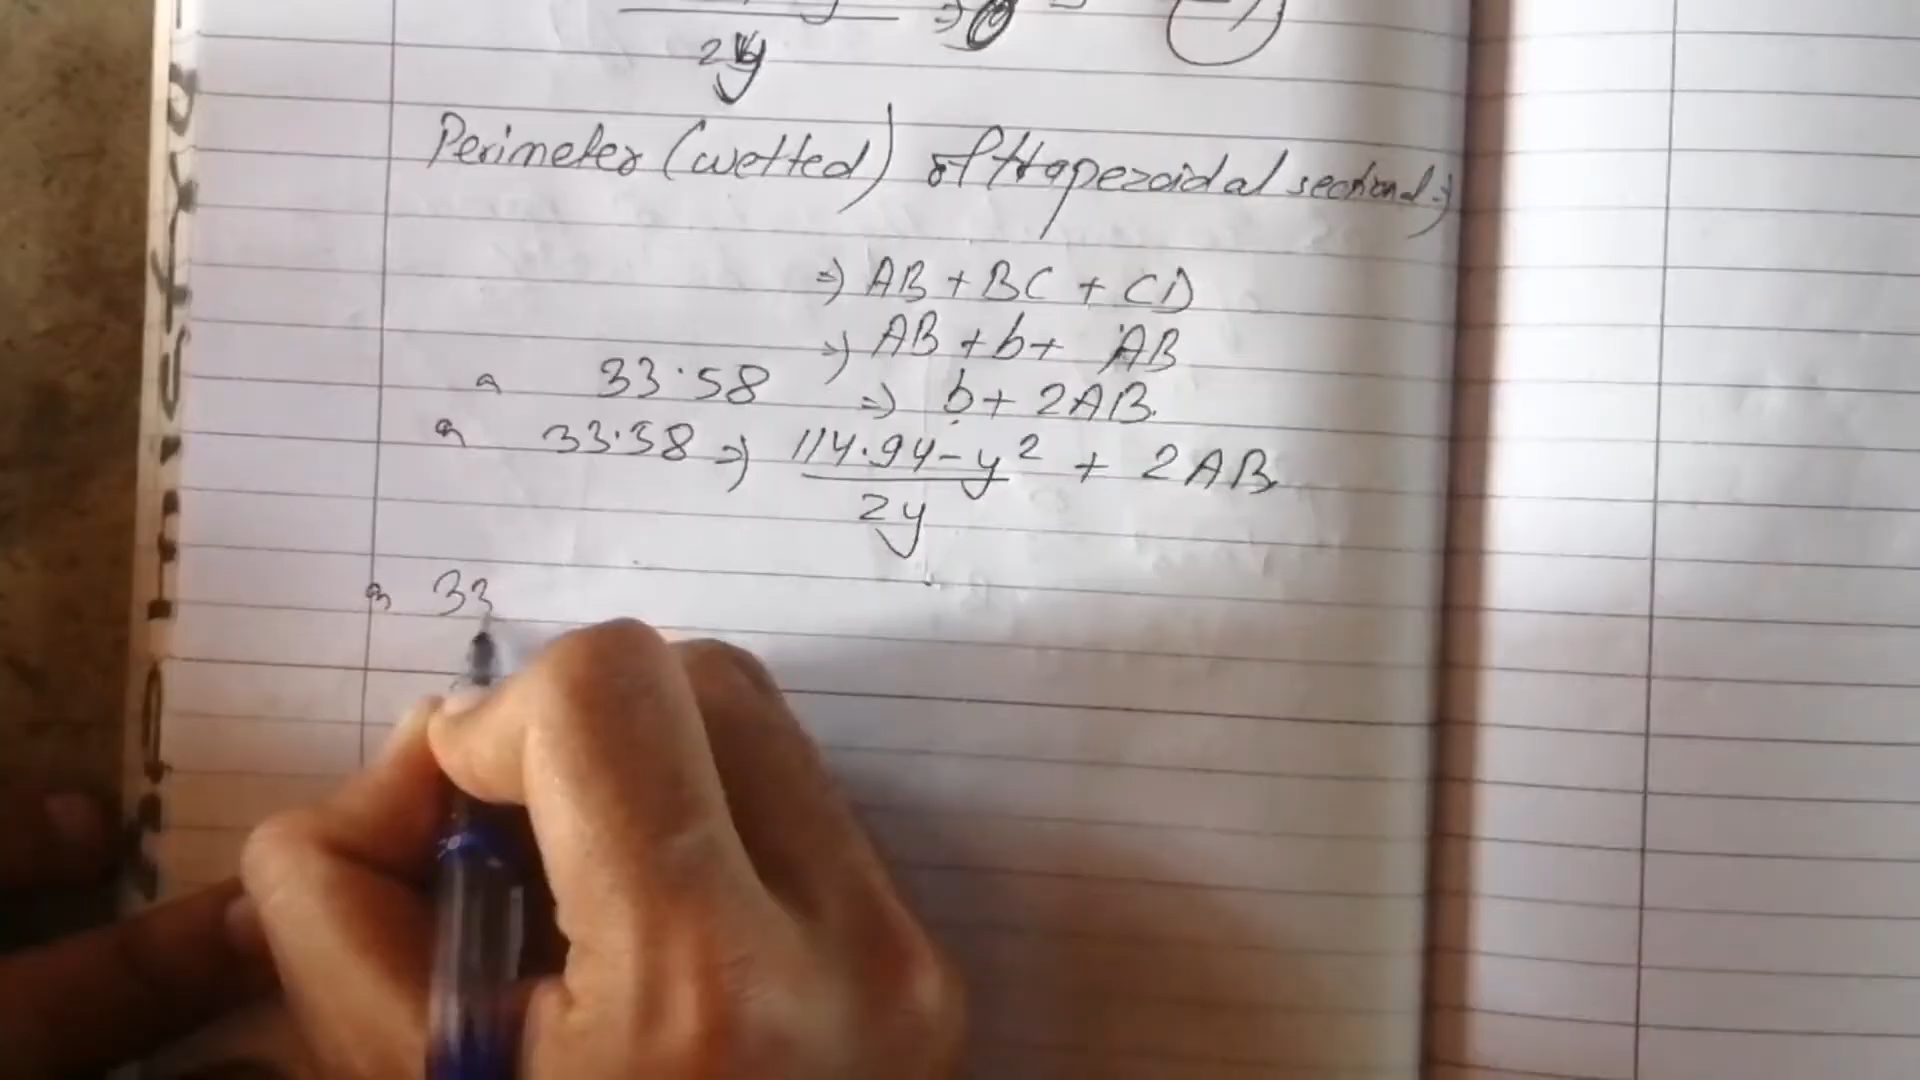 2y
Perimeter (wetted) of trapezoidal sectional ⇒
⇒ AB + BC + CD
⇒ AB + b + AB
33.58 ⇒ b + 2AB.
33.58 ⇒ 114.94 - y² + 2AB
2y
33